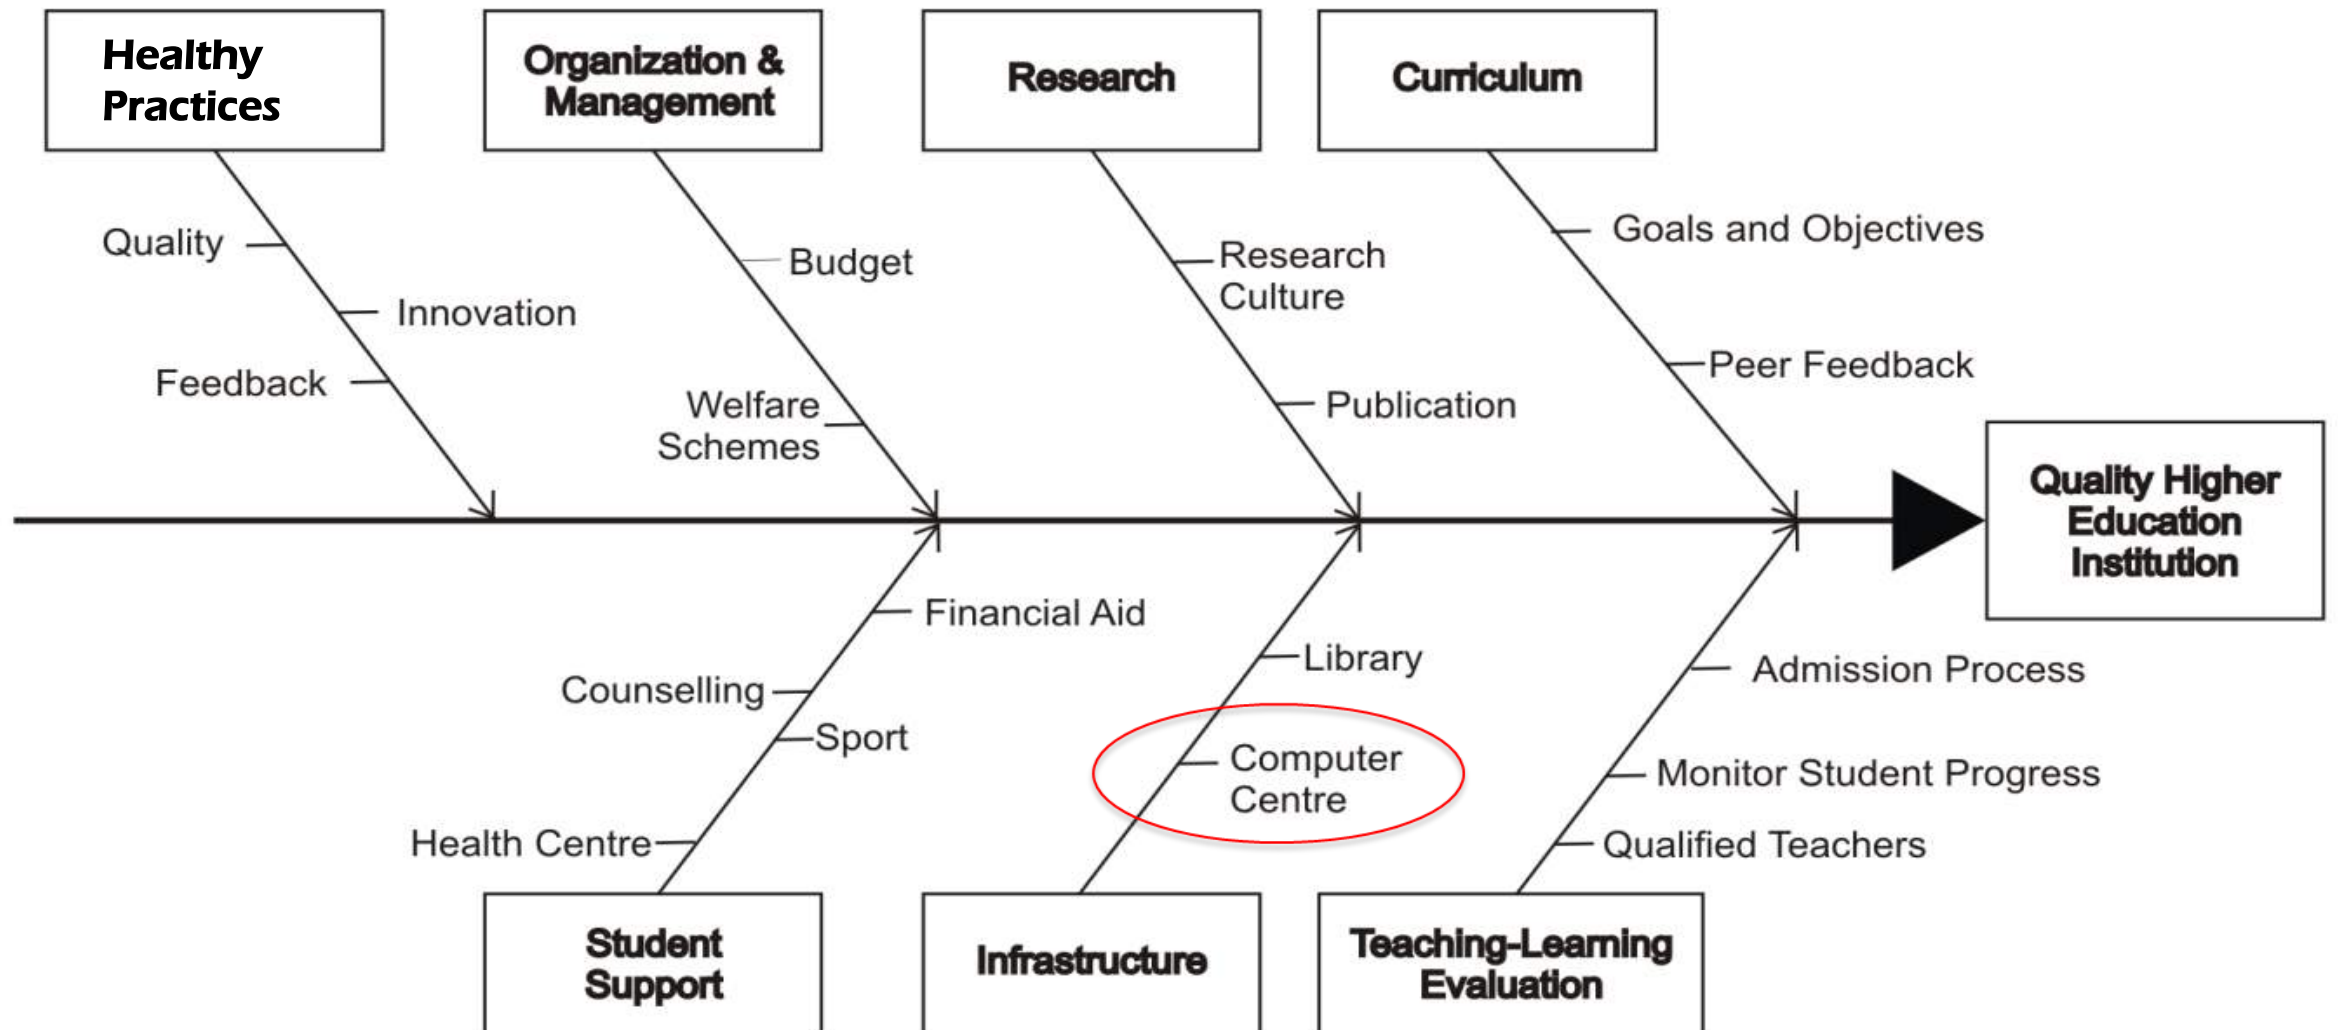 Healthy
Practices
Organization &
Management
Research
Curriculum
Quality
Innovation
Feedback
Budget
Welfare
Schemes
Research
Culture
Publication
Goals and Objectives
Peer Feedback
Quality Higher
Education
Institution
Financial Aid
Counselling
Sport
Health Centre
Library
Computer
Centre
Admission Process
Monitor Student Progress
Qualified Teachers
Student
Support
Infrastructure
Teaching-Learning
Evaluation